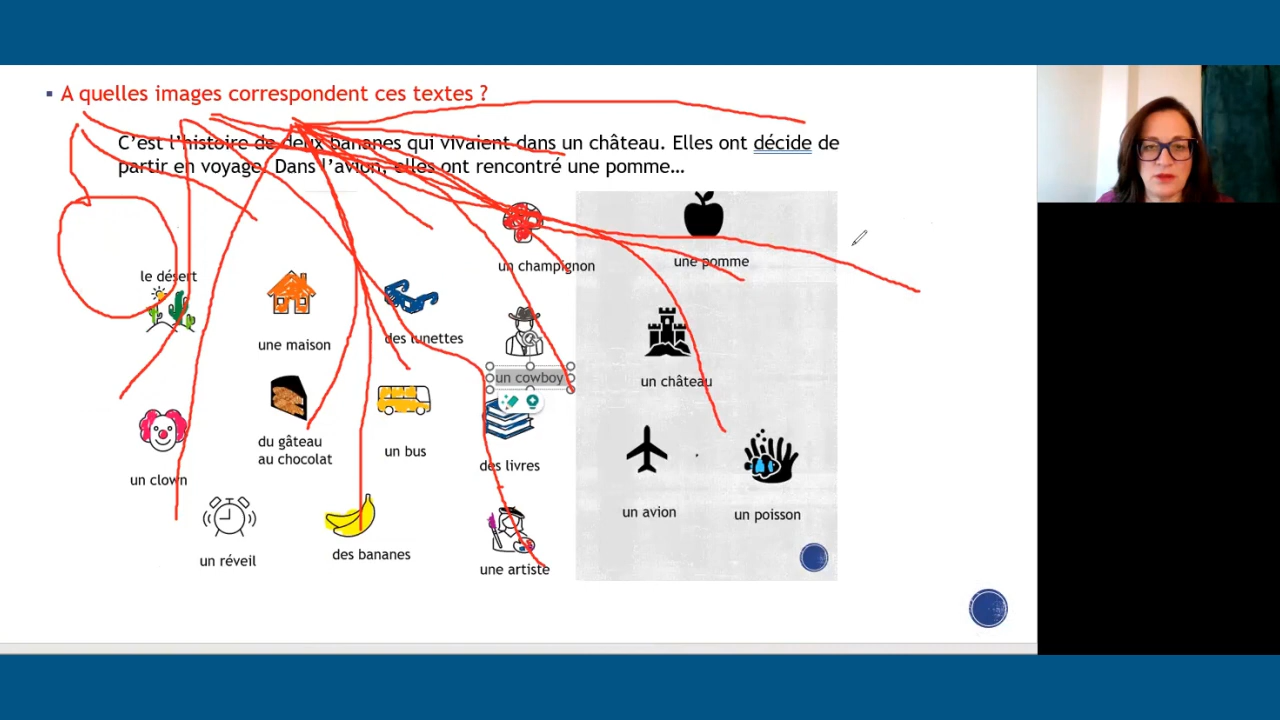 A quelles images correspondent ces textes ?
C'est l'histoire de deux bananes qui vivaient dans un château. Elles ont décide de
partir en voyage. Dans l'avion, elles ont rencontré une pomme…
un champignon
une pomme
le désert
une maison
des lunettes
un cowboy
un château
du gâteau
au chocolat
un bus
des livres
un clown
un avion
un poisson
un réveil
des bananes
une artiste